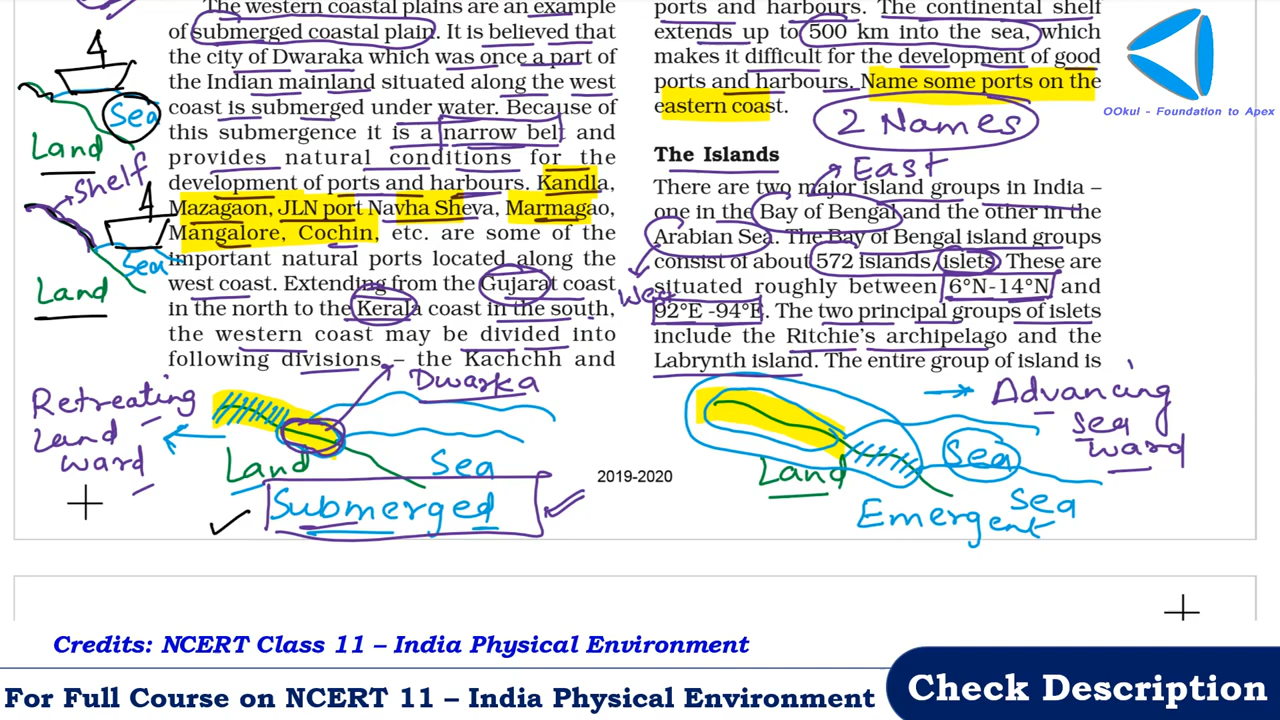 The western coastal plains are an example
of submerged coastal plain. It is believed that
the city of Dwaraka which was once a part of
the Indian mainland situated along the west
coast is submerged under water. Because of
this submergence it is a narrow belt and
provides natural conditions for the
development of ports and harbours. Kandla,
Mazagaon, JLN port Navha Sheva, Marmagao,
Mangalore, Cochin, etc. are some of the
important natural ports located along the
west coast. Extending from the Gujarat coast
in the north to the Kerala coast in the south,
the western coast may be divided into
following divisions – the Kachchh and
Sea
Land
Shelf
Sea
Land
Dwarka
Retreating
Land
ward
Land
Sea
Submerged
ports and harbours. The continental shelf
extends up to 500 km into the sea, which
makes it difficult for the development of good
ports and harbours. Name some ports on the
eastern coast.
2 Names
The Islands
East
There are two major island groups in India –
one in the Bay of Bengal and the other in the
Arabian Sea. The Bay of Bengal island groups
consist of about 572 islands/islets. These are
situated roughly between 6°N-14°N and
92°E -94°E. The two principal groups of islets
include the Ritchie's archipelago and the
Labrynth island. The entire group of island is
2019-2020
Advancing
Sea
ward
Land
Sea
Sea
Emergent
OOkul - Foundation to Apex
Credits: NCERT Class 11 – India Physical Environment
For Full Course on NCERT 11 – India Physical Environment
Check Description